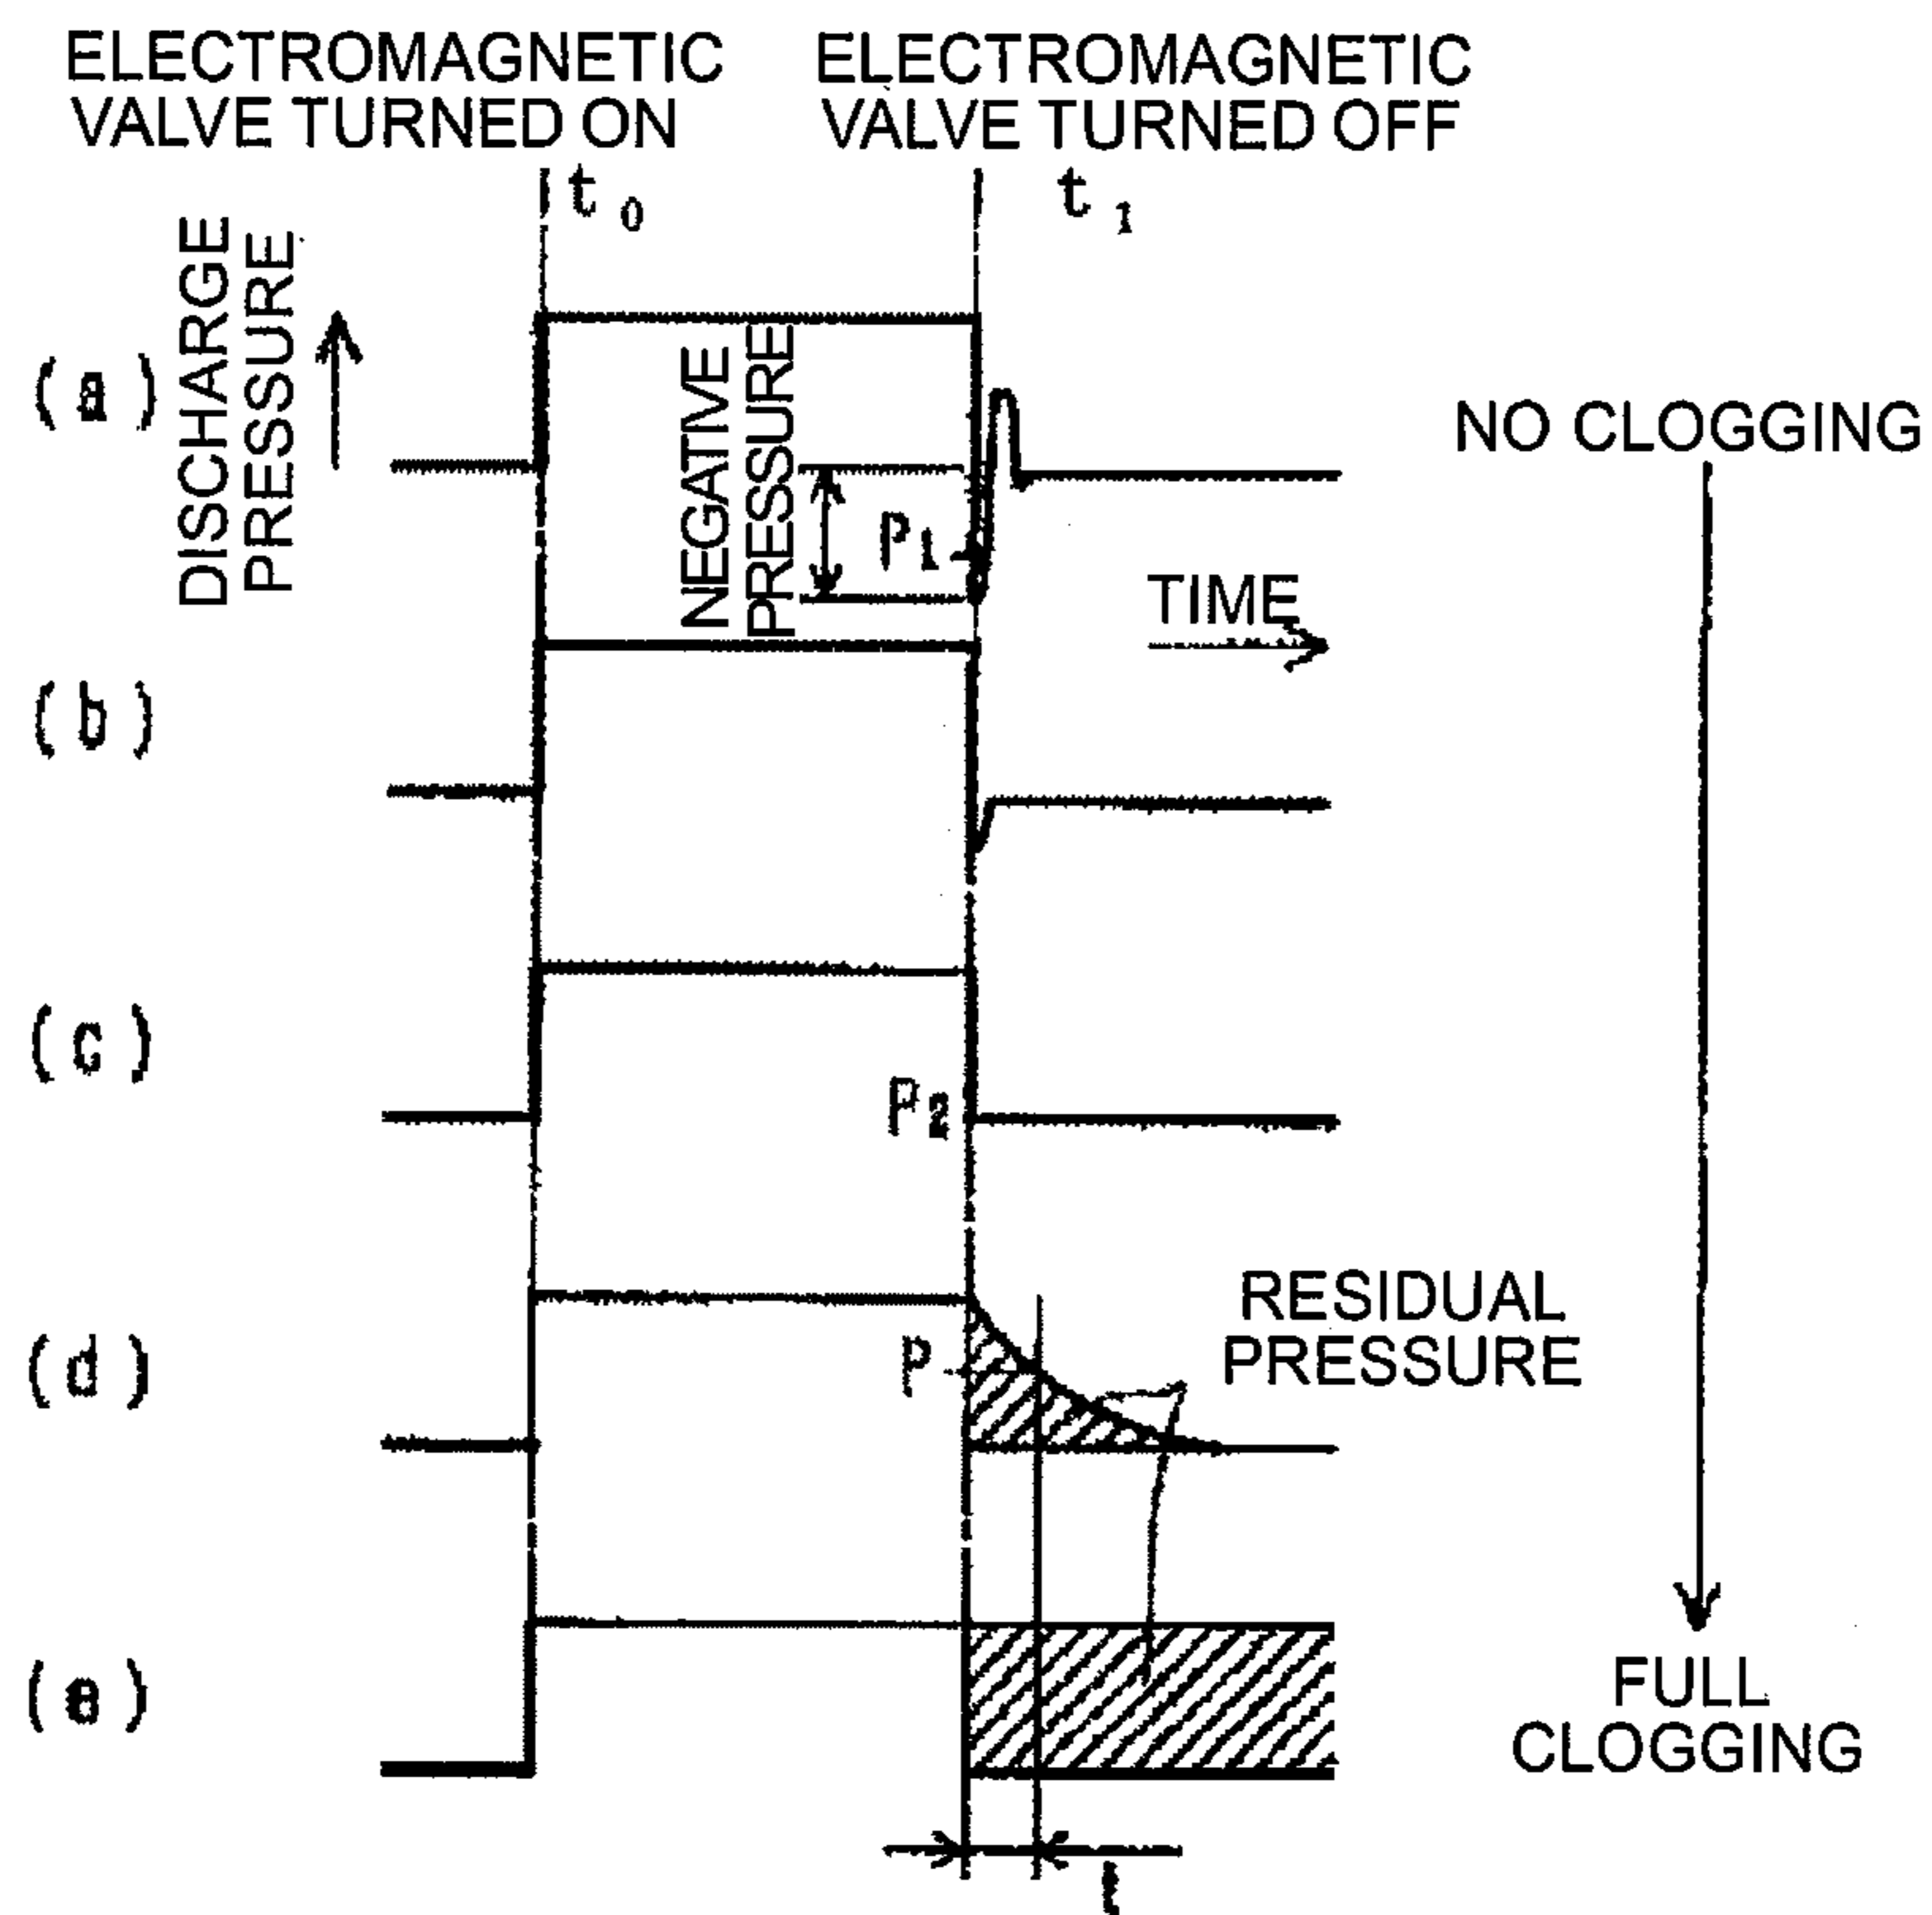 ELECTROMAGNETIC
VALVE TURNED ON
ELECTROMAGNETIC
VALVE TURNED OFF
t₀
t₁
DISCHARGE
PRESSURE
(a)
NEGATIVE
PRESSURE
P₁
NO CLOGGING
TIME
(b)
(c)
P₂
RESIDUAL
PRESSURE
(d)
P
(e)
FULL
CLOGGING
t